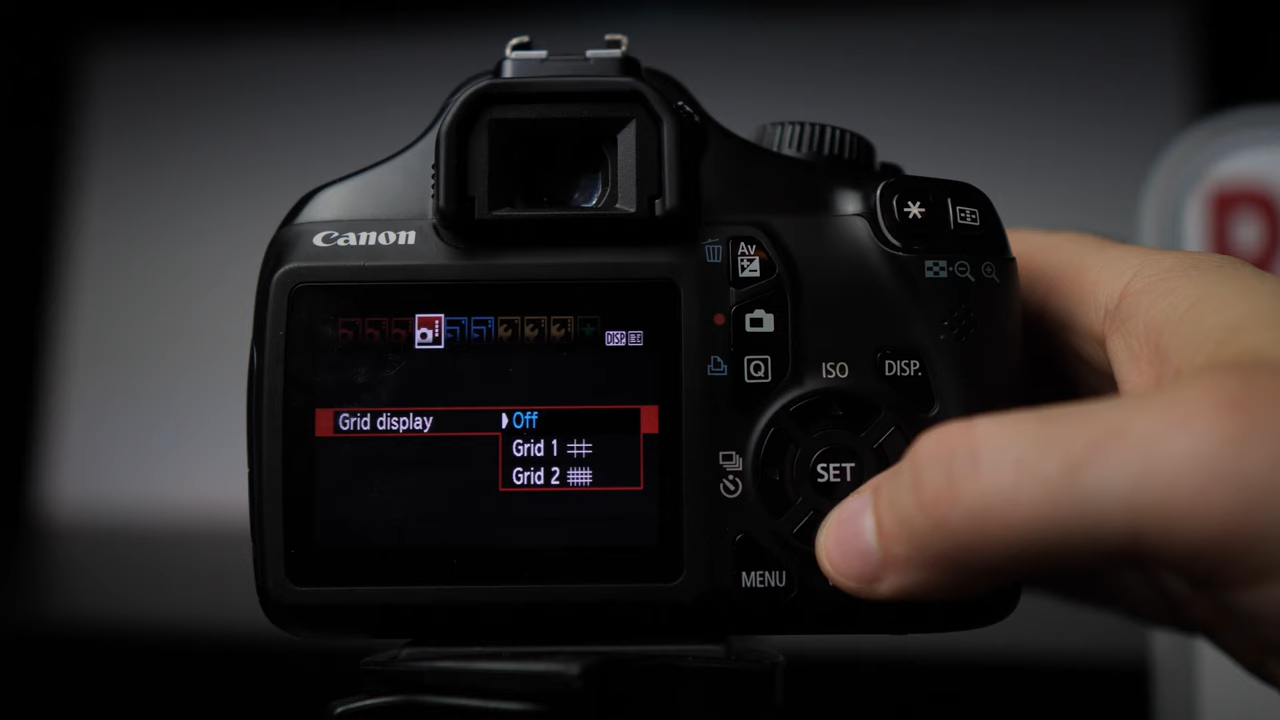 Canon
Av
DISP.
Grid display
Off
Grid 1
Grid 2
Q
ISO
DISP.
SET
MENU